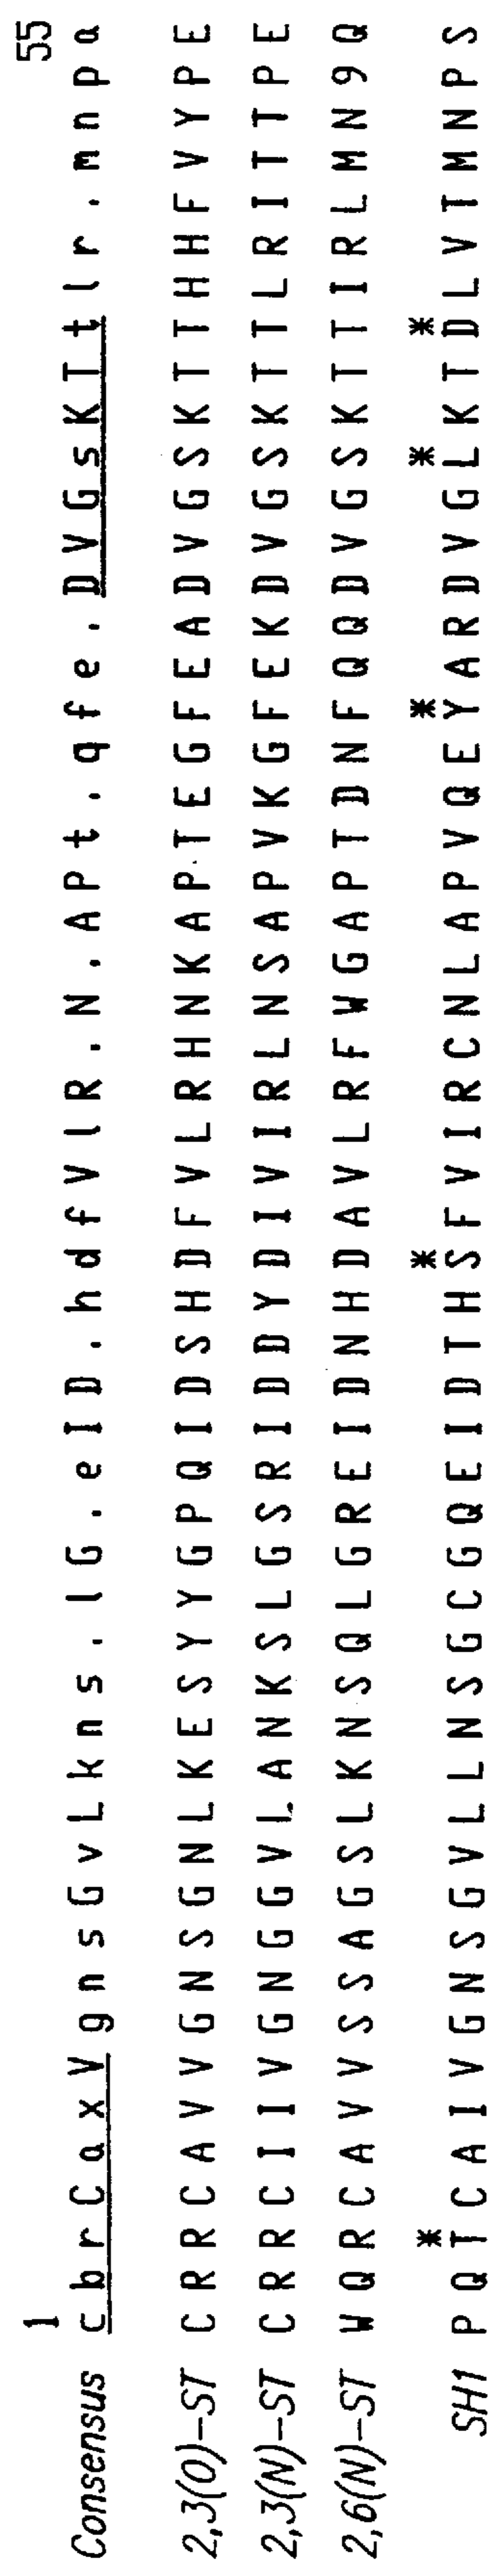 1 55
Consensus c b r C a x V g n s G v L k n s . l G . e I D . h d f V l R . N . A P t . q f e . D V G s K T t l r . m n p a
2,3(O)-ST C R R C A V V G N S G N L K E S Y Y G P Q I D S H D F V L R H N K A P T E G F E A D V G S K T T H H F V Y P E
2,3(N)-ST C R R C I I V G N G G V L A N K S L G S R I D D Y D I V I R L N S A P V K G F E K D V G S K T T L R I T T P E
2,6(N)-ST W Q R C A V V S S A G S L K N S Q L G R E I D N H D A V L R F W G A P T D N F Q Q D V G S K T T I R L M N 9 Q
* * * * *
SH1 P Q T C A I V G N S G V L L N S G C G Q E I D T H S F V I R C N L A P V Q E Y A R D V G L K T D L V T M N P S